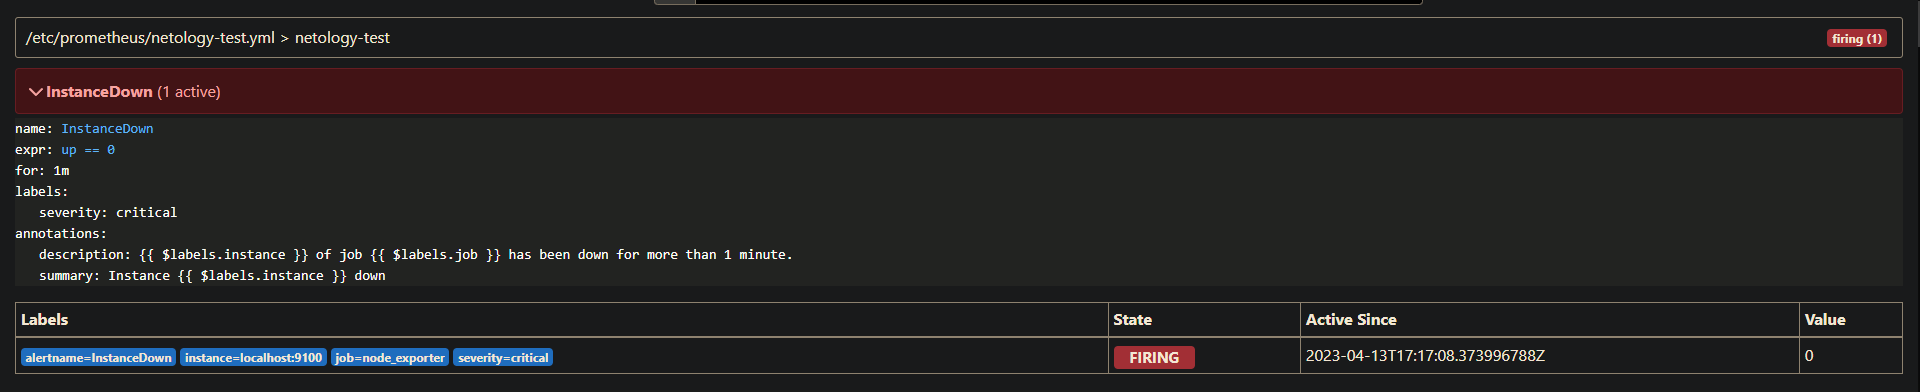 /etc/prometheus/netology-test.yml > netology-test firing (1)
InstanceDown (1 active)
name: InstanceDown
expr: up == 0
for: 1m
labels:
severity: critical
annotations:
description: {{ $labels.instance }} of job {{ $labels.job }} has been down for more than 1 minute.
summary: Instance {{ $labels.instance }} down
Labels State Active Since Value
alertname=InstanceDown instance=localhost:9100 job=node_exporter severity=critical FIRING 2023-04-13T17:17:08.373996788Z 0